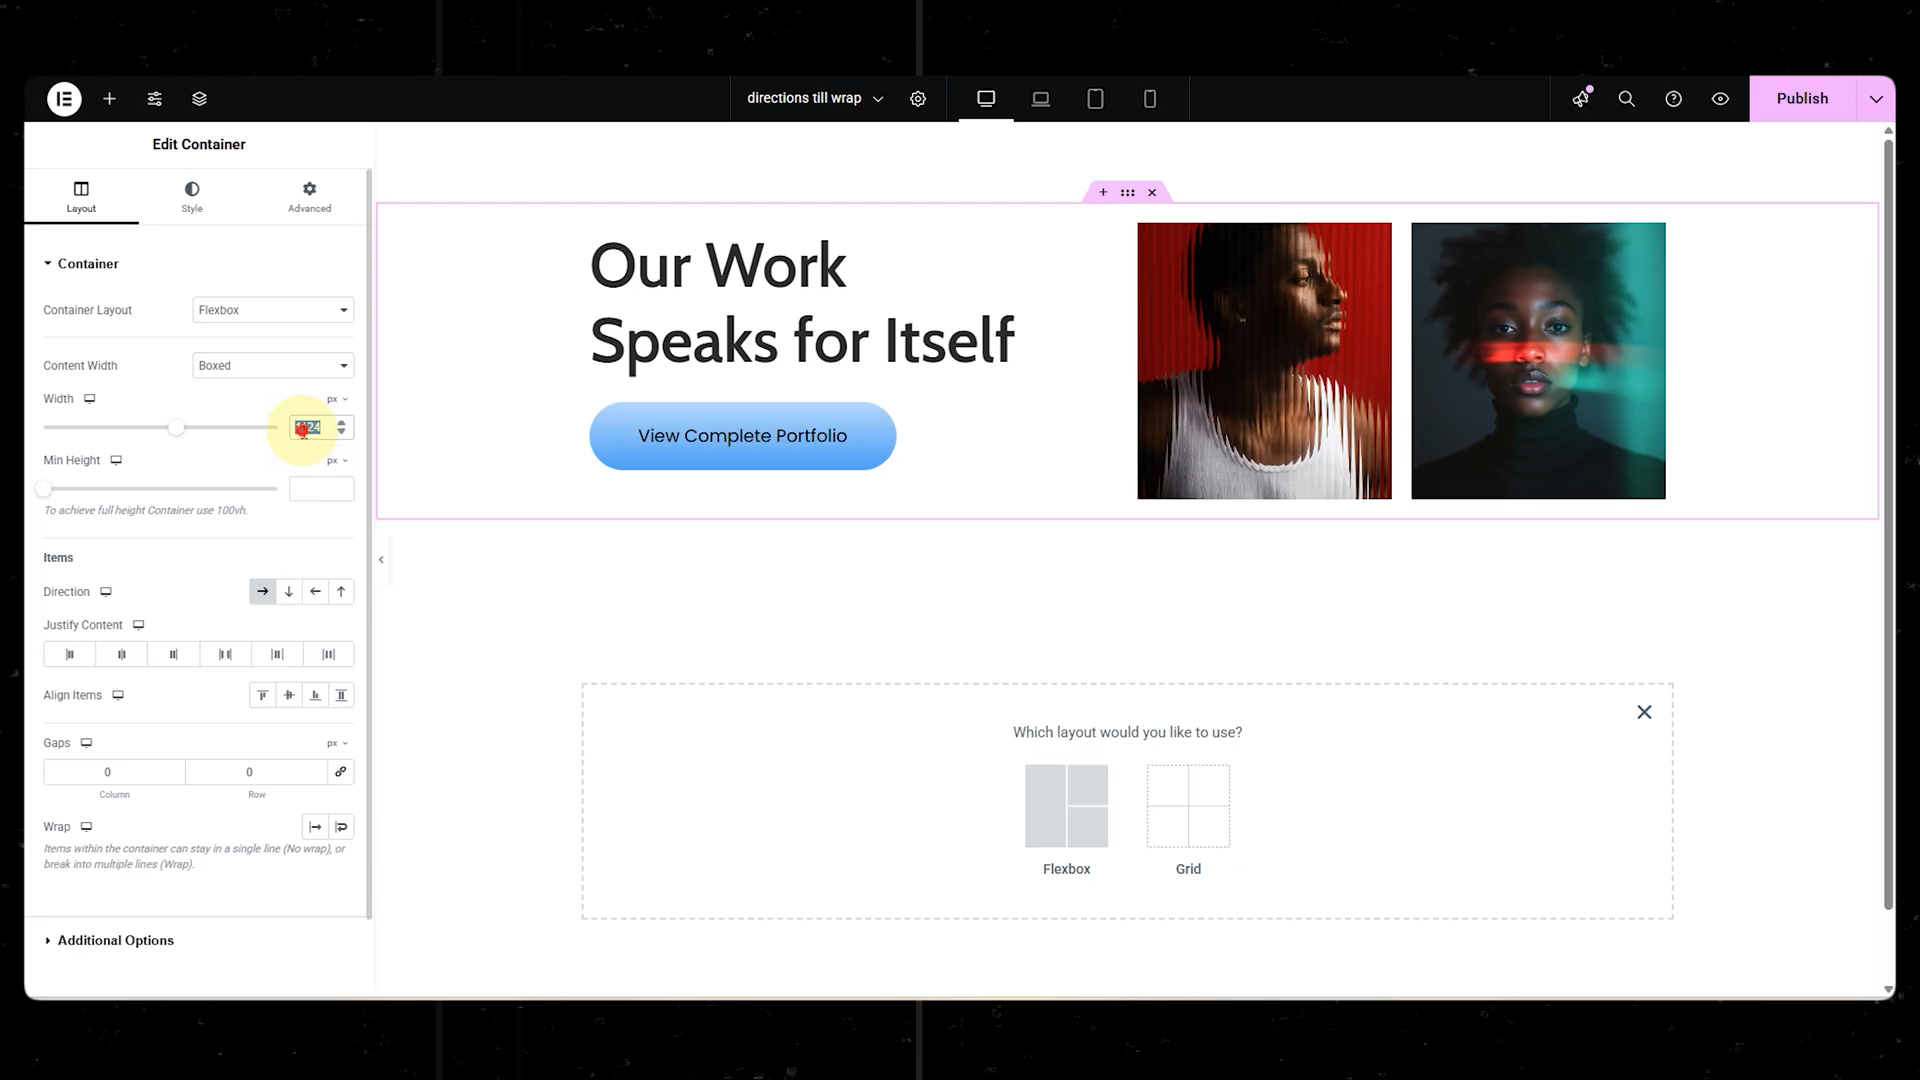 directions till wrap
Publish
Edit Container
Layout
Style
Advanced
Container
Container Layout
Flexbox
Content Width
Boxed
Width
px
Min Height
px
To achieve full height Container use 100vh.
Items
Direction
Justify Content
Align Items
Gaps
px
0
0
Column
Row
Wrap
Items within the container can stay in a single line (No wrap), or
break into multiple lines (Wrap).
Additional Options
Our Work
Speaks for Itself
View Complete Portfolio
Which layout would you like to use?
Flexbox
Grid